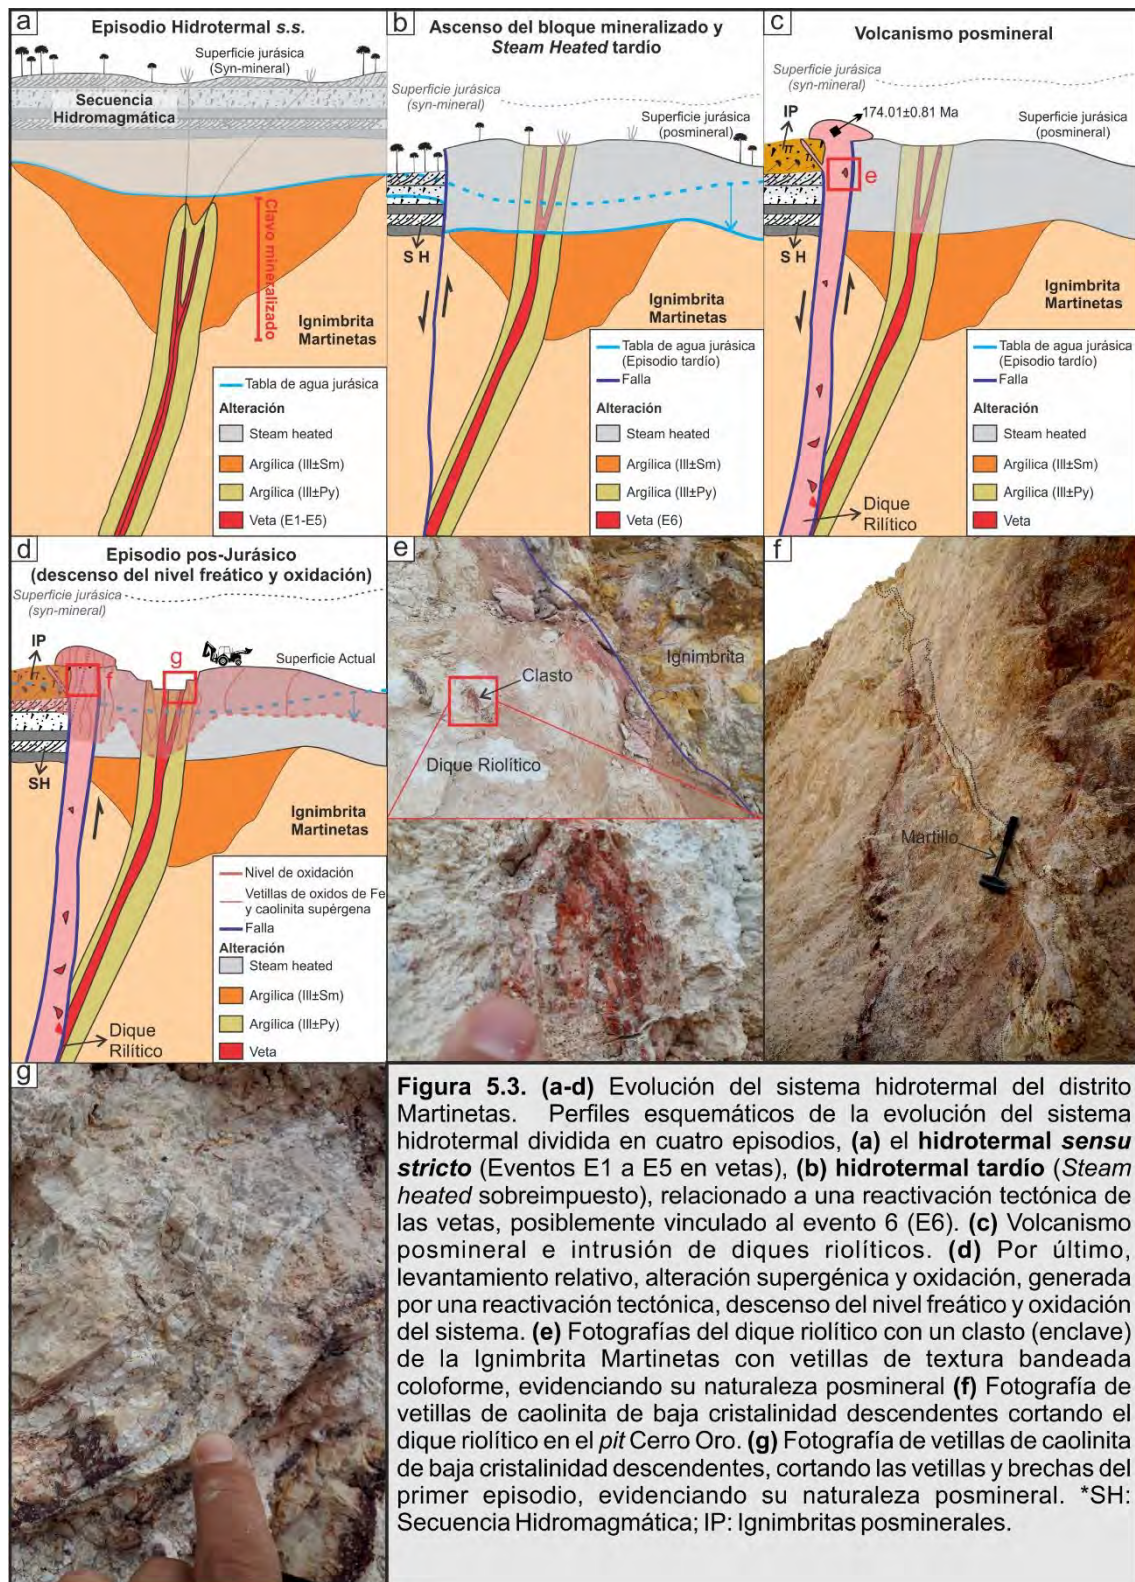 a
Episodio Hidrotermal s.s.
Superficie jurásica
(Syn-mineral)
Secuencia
Hidromagmática
Clavo mineralizado
Ignimbrita
Martinetas
Tabla de agua jurásica
Alteración
Steam heated
Argílica (Ill±Sm)
Argílica (Ill±Py)
Veta (E1-E5)
b
Ascenso del bloque mineralizado y
Steam Heated tardío
Superficie jurásica
(syn-mineral)
Superficie jurásica
(posmineral)
S H
Ignimbrita
Martinetas
Tabla de agua jurásica
(Episodio tardío)
Falla
Alteración
Steam heated
Argílica (Ill±Sm)
Argílica (Ill±Py)
Veta (E6)
c
Volcanismo posmineral
Superficie jurásica
(syn-mineral)
IP
174.01±0.81 Ma
Superficie jurásica
(posmineral)
e
S H
Ignimbrita
Martinetas
Tabla de agua jurásica
(Episodio tardío)
Falla
Alteración
Steam heated
Argílica (Ill±Sm)
Argílica (Ill±Py)
Veta
Dique
Rilítico
d
Episodio pos-Jurásico
(descenso del nivel freático y oxidación)
Superficie jurásica
(syn-mineral)
IP
g
f
Superficie Actual
SH
Ignimbrita
Martinetas
Nivel de oxidación
Vetillas de oxidos de Fe
y caolinita supérgena
Falla
Alteración
Steam heated
Argílica (Ill±Sm)
Argílica (Ill±Py)
Veta
Dique
Rilítico
e
Ignimbrita
Clasto
Dique Riolítico
f
Martillo
g
Figura 5.3. (a-d) Evolución del sistema hidrotermal del distrito
Martinetas. Perfiles esquemáticos de la evolución del sistema
hidrotermal dividida en cuatro episodios, (a) el hidrotermal sensu
stricto (Eventos E1 a E5 en vetas), (b) hidrotermal tardío (Steam
heated sobreimpuesto), relacionado a una reactivación tectónica de
las vetas, posiblemente vinculado al evento 6 (E6). (c) Volcanismo
posmineral e intrusión de diques riolíticos. (d) Por último,
levantamiento relativo, alteración supergénica y oxidación, generada
por una reactivación tectónica, descenso del nivel freático y oxidación
del sistema. (e) Fotografías del dique riolítico con un clasto (enclave)
de la Ignimbrita Martinetas con vetillas de textura bandeada
coloforme, evidenciando su naturaleza posmineral (f) Fotografía de
vetillas de caolinita de baja cristalinidad descendentes cortando el
dique riolítico en el pit Cerro Oro. (g) Fotografía de vetillas de caolinita
de baja cristalinidad descendentes, cortando las vetillas y brechas del
primer episodio, evidenciando su naturaleza posmineral. *SH:
Secuencia Hidromagmática; IP: Ignimbritas posminerales.